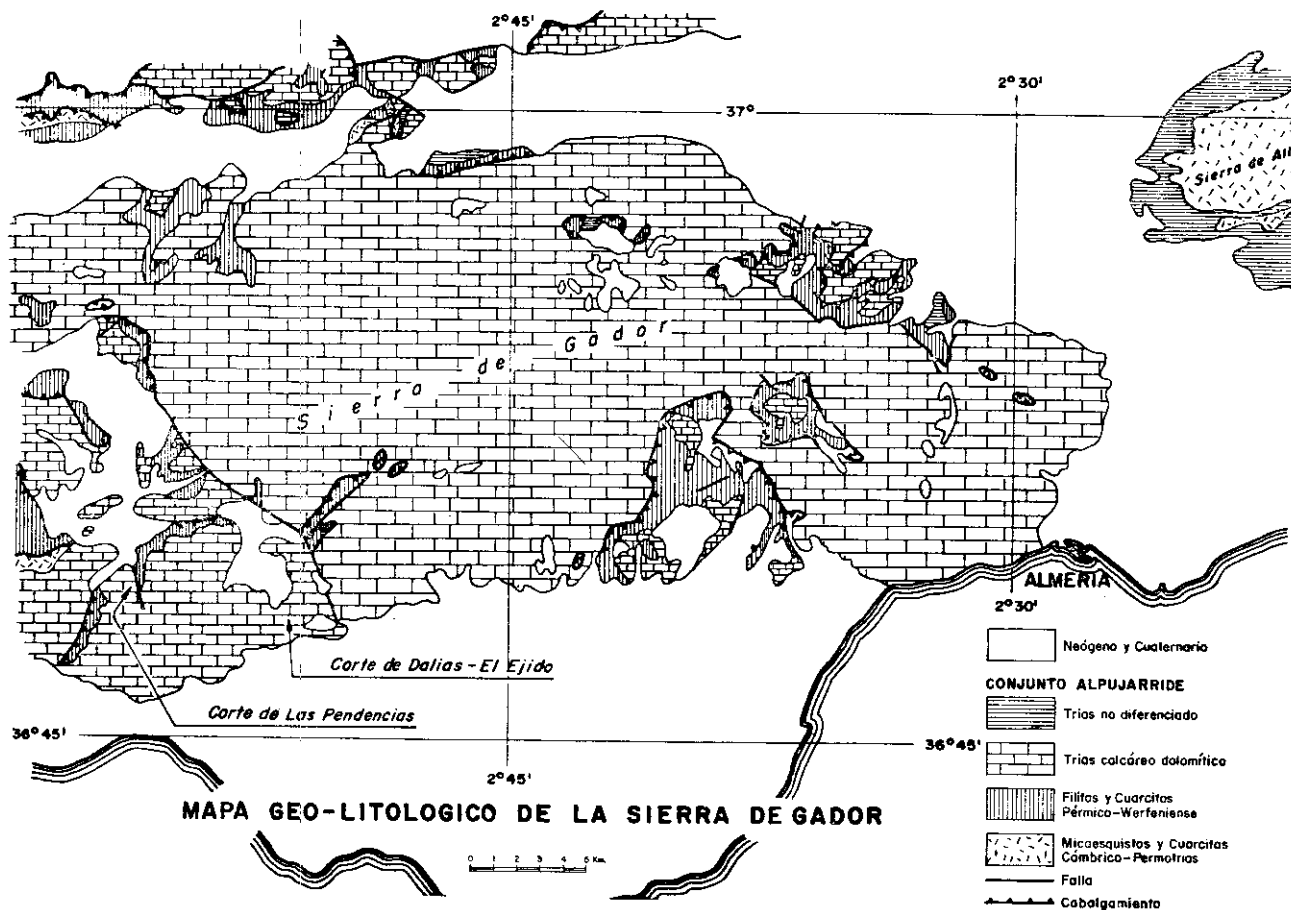 2° 45'
2° 30'
37°
Sierra de
Sierra de Gador
ALMERIA
2° 30'
Corte de Dalias - El Ejido
Corte de Las Pendencias
36° 45'
36° 45'
2° 45'
MAPA GEO-LITOLOGICO DE LA SIERRA DE GADOR
0 1 2 3 4 5 Km.
Neógeno y Cuaternario
CONJUNTO ALPUJARRIDE
Trias no diferenciado
Trias calcáreo dolomítica
Filitas y Cuarcitas
Pérmico-Werfeniense
Micaesquistos y Cuarcitas
Cámbrico-Permotrias
Falla
Cabalgamiento